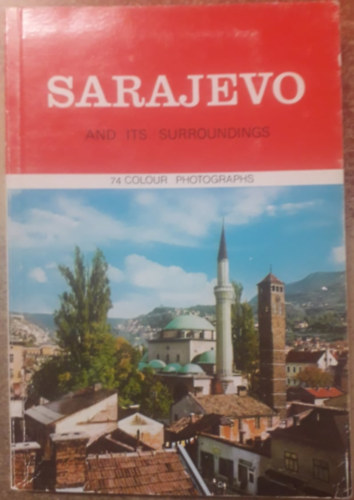 SARAJEVO
AND ITS SURROUNDINGS
74 COLOUR PHOTOGRAPHS